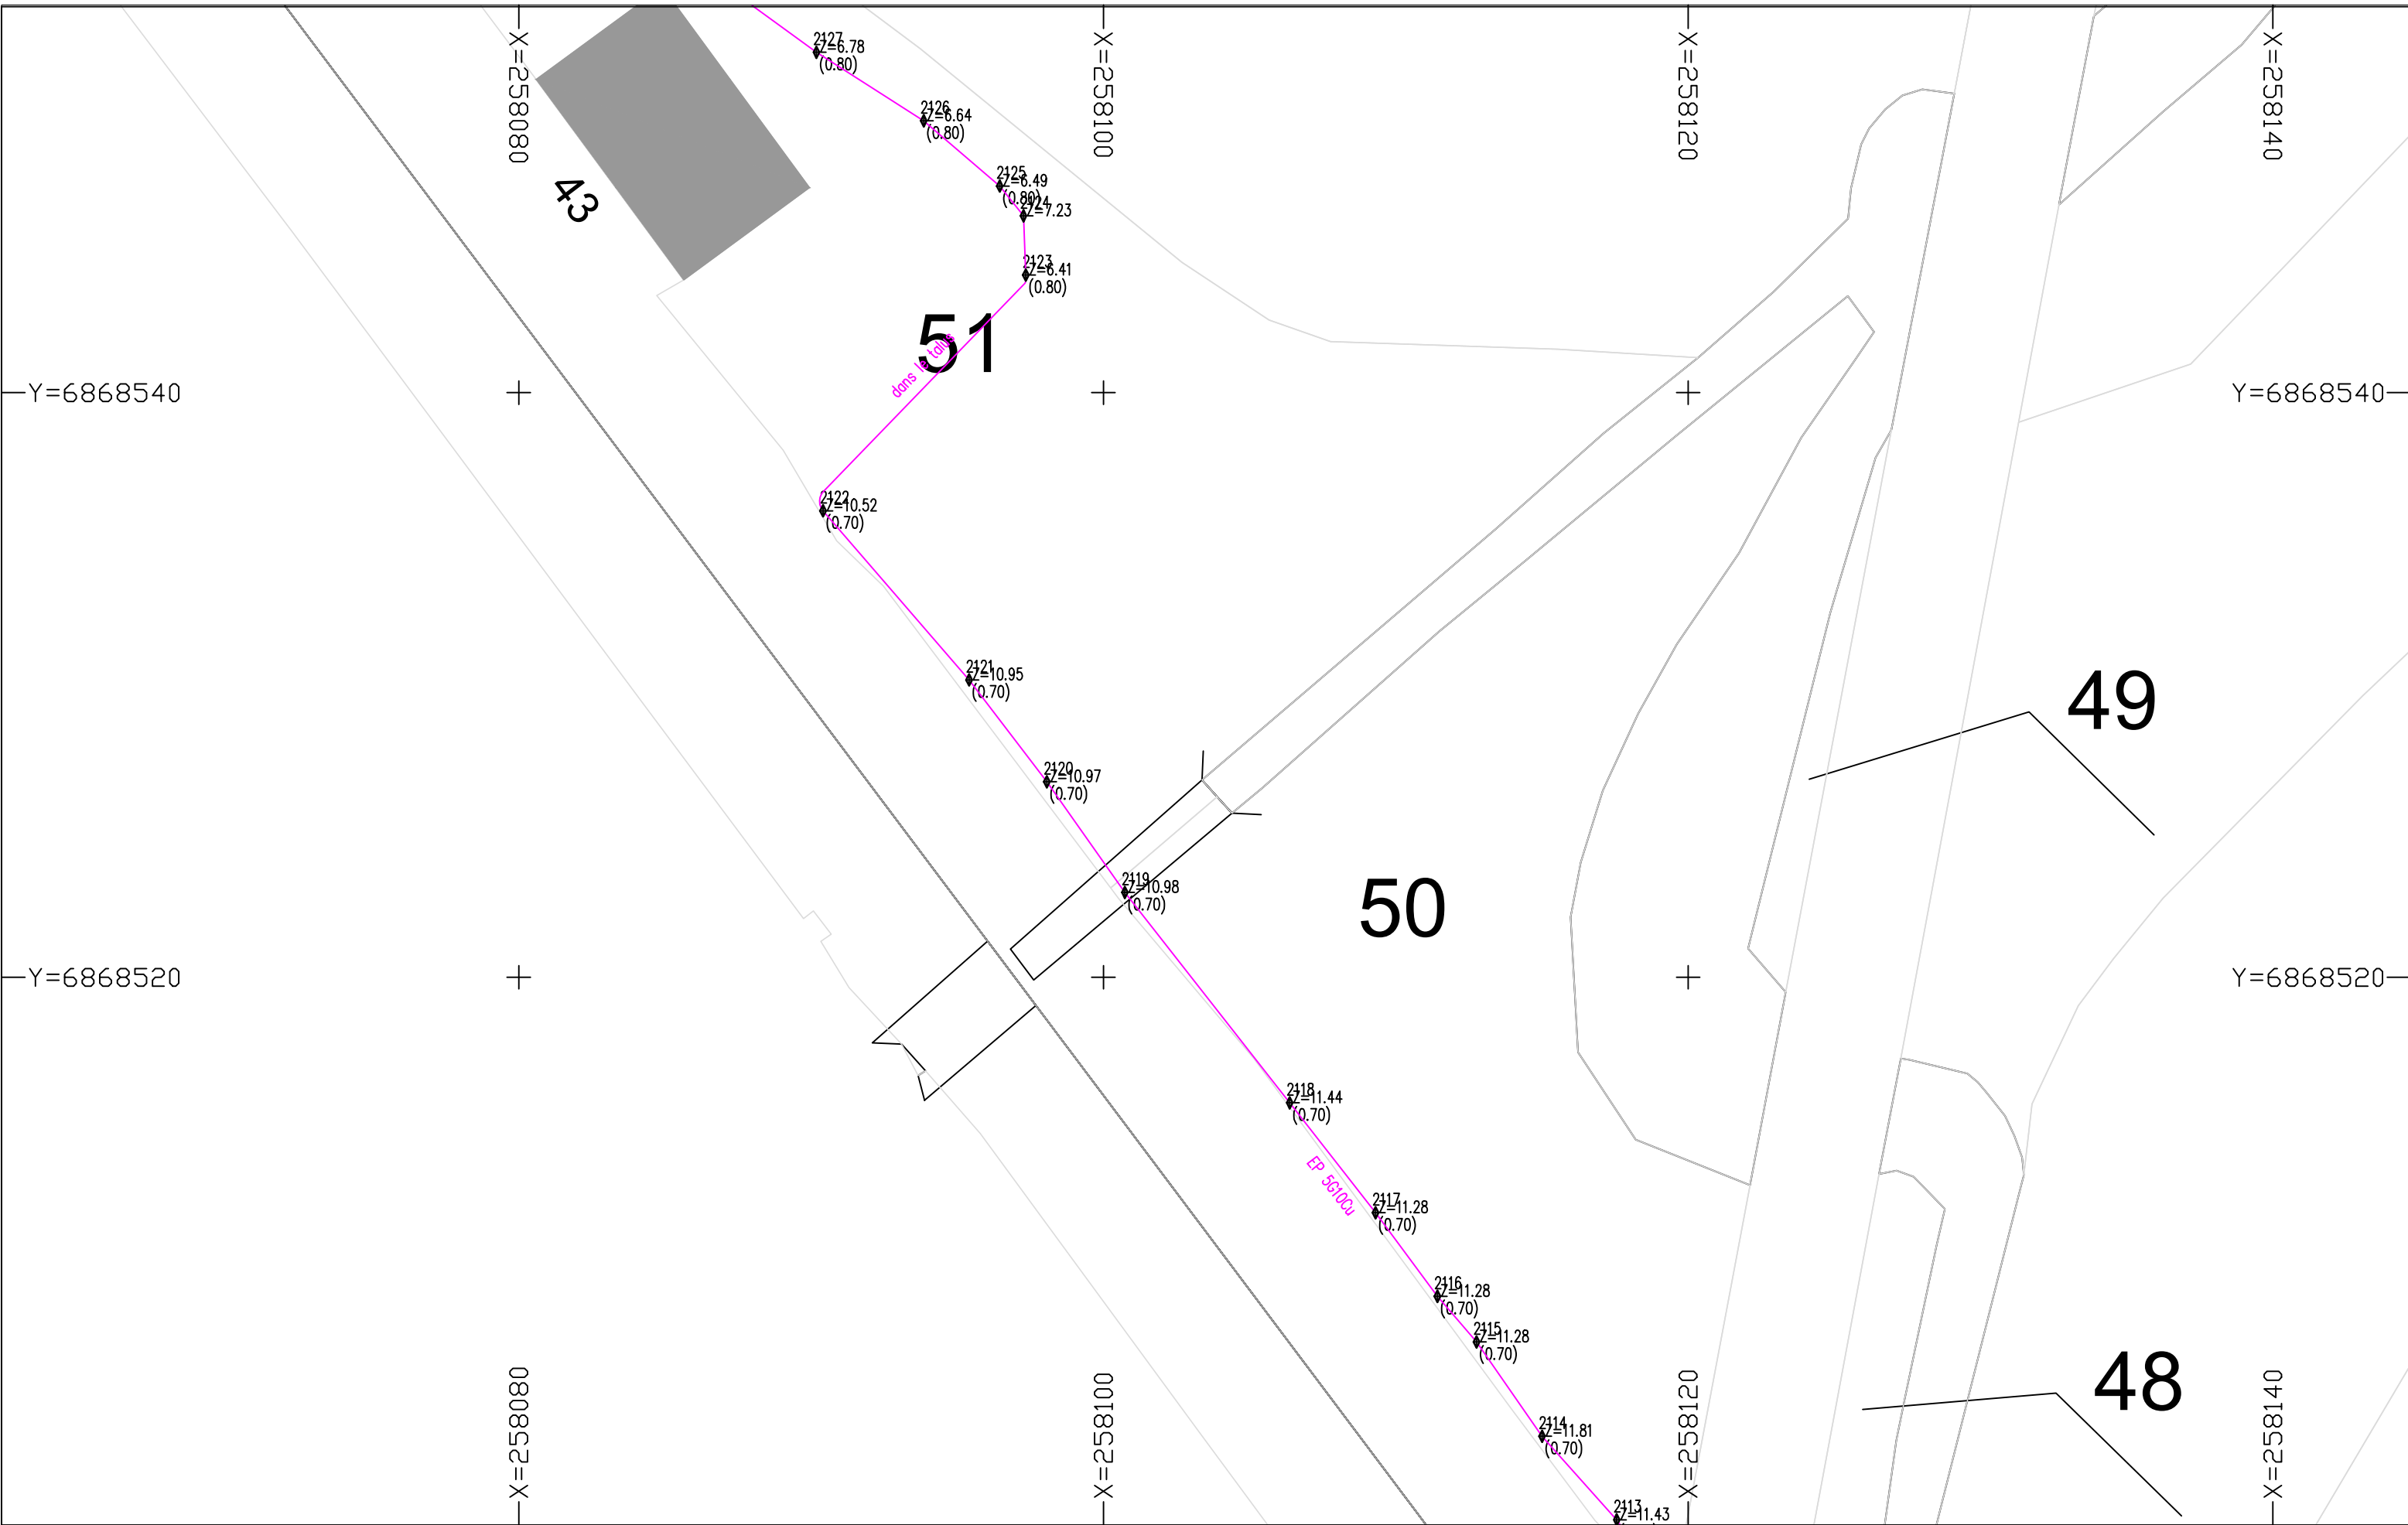 X=258080
X=258100
X=258120
X=258140
2127
Z=6.78
(0.80)
2126
Z=6.64
(0.80)
2125
Z=6.49
(0.80)
2124
Z=7.23
43
2123
Z=6.41
(0.80)
51
dans le talus
Y=6868540
Y=6868540
2122
Z=10.52
(0.70)
2121
Z=10.95
(0.70)
49
2120
Z=10.97
(0.70)
2119
Z=10.98
(0.70)
50
Y=6868520
Y=6868520
2118
Z=11.44
(0.70)
EP 5G10Cu
2117
Z=11.28
(0.70)
2116
Z=11.28
(0.70)
2115
Z=11.28
(0.70)
48
2114
Z=11.81
(0.70)
2113
Z=11.43
X=258080
X=258100
X=258120
X=258140